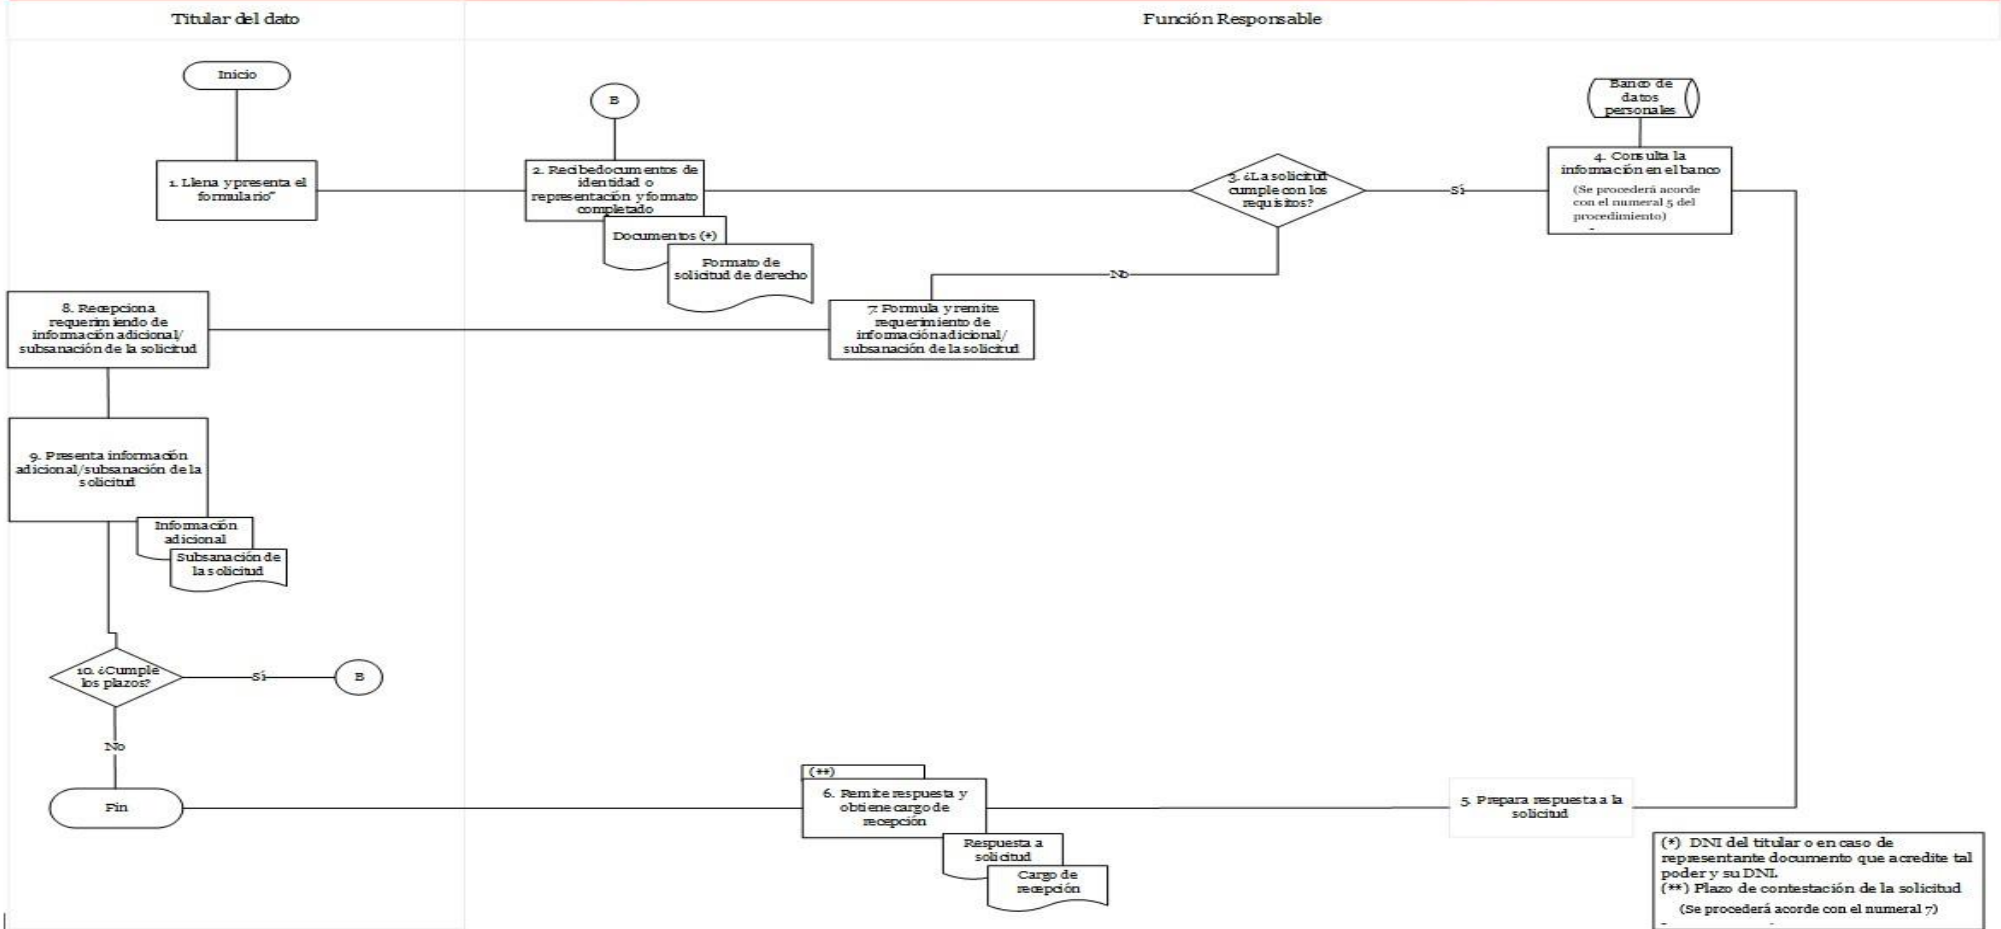 Titular del dato
Función Responsable
Inicio
B
Banco de
datos
personales
1. Llena y presenta el
formulario"
2. Recibe documentos de
identidad o
representación y formato
completado
Documentos (*)
Formato de
solicitud de derecho
3. ¿La solicitud
cumple con los
requisitos?
Sí
4. Consulta la
información en el banco
(Se procederá acorde
con el numeral 5 del
procedimiento)
-
No
8. Recepciona
requerimiendo de
información adicional/
subsanación de la solicitud
7. Formula y remite
requerimiento de
información adicional/
subsanación de la solicitud
9. Presenta información
adicional/subsanación de la
solicitud
Información
adicional
Subsanación de
la solicitud
10. ¿Cumple
los plazos?
Sí
B
No
Fin
(**)
6. Remite respuesta y
obtiene cargo de
recepción
Respuesta a
solicitud
Cargo de
recepción
5. Prepara respuesta a la
solicitud
(*) DNI del titular o en caso de
representante documento que acredite tal
poder y su DNI.
(**) Plazo de contestación de la solicitud
(Se procederá acorde con el numeral 7)